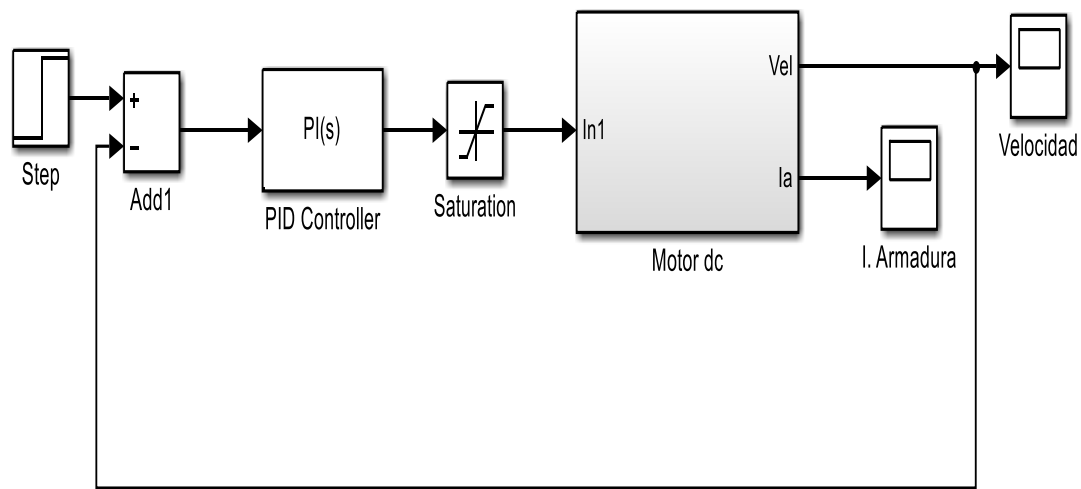 Step
+
−
Add1
PI(s)
PID Controller
Saturation
In1
Vel
Ia
Motor dc
I. Armadura
Velocidad